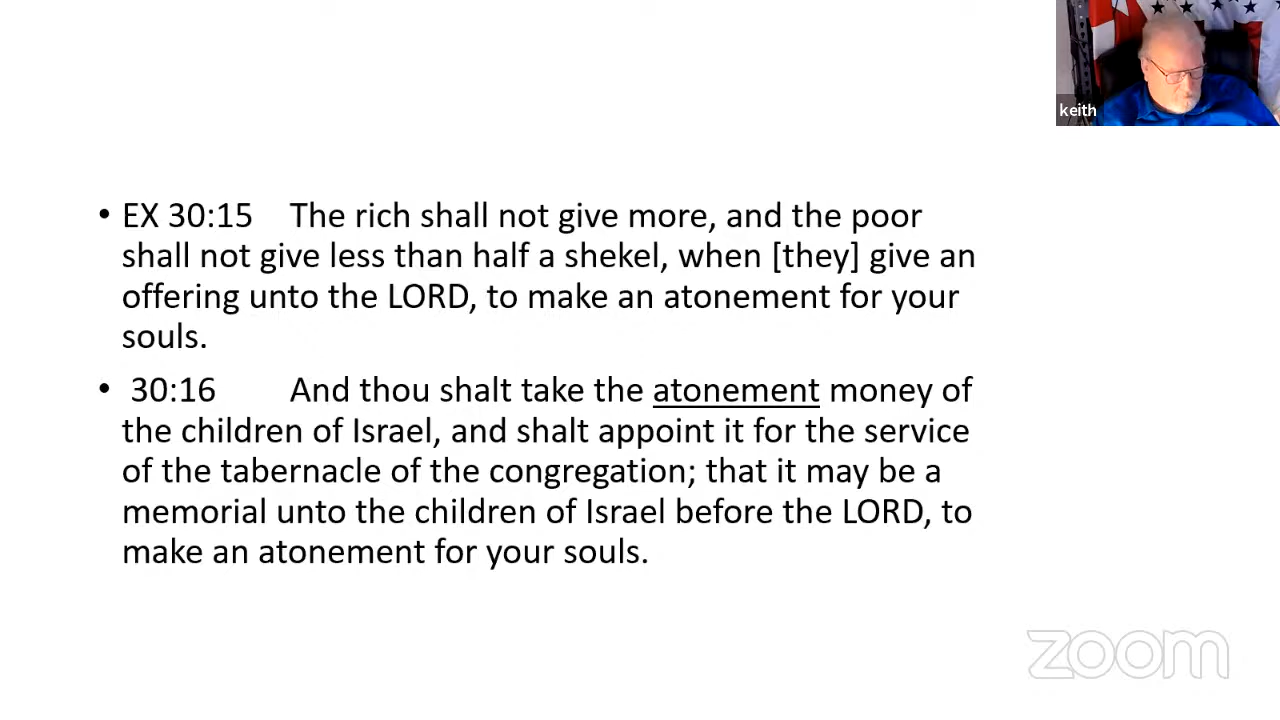 keith
• EX 30:15 The rich shall not give more, and the poor
shall not give less than half a shekel, when [they] give an
offering unto the LORD, to make an atonement for your
souls.
• 30:16 And thou shalt take the atonement money of
the children of Israel, and shalt appoint it for the service
of the tabernacle of the congregation; that it may be a
memorial unto the children of Israel before the LORD, to
make an atonement for your souls.
zoom